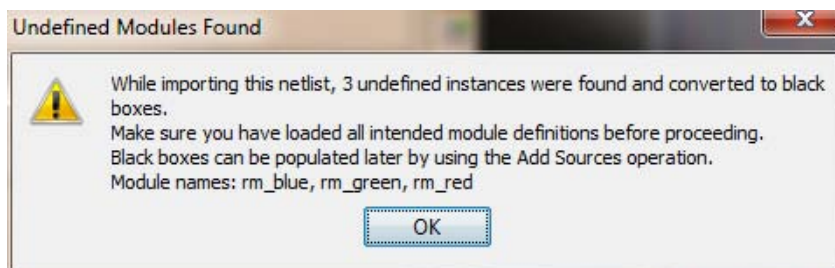 Undefined Modules Found
While importing this netlist, 3 undefined instances were found and converted to black
boxes.
Make sure you have loaded all intended module definitions before proceeding.
Black boxes can be populated later by using the Add Sources operation.
Module names: rm_blue, rm_green, rm_red
OK